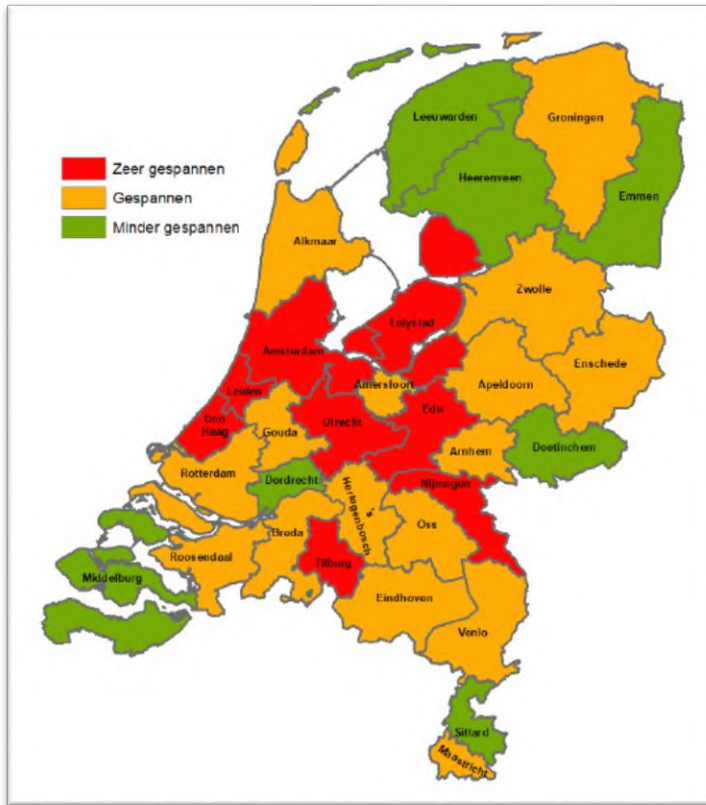 Zeer gespannen
Gespannen
Minder gespannen
Leeuwarden
Groningen
Heerenveen
Emmen
Alkmaar
Zwolle
Lelystad
Amsterdam
Enschede
Amersfoort
Apeldoorn
Leiden
Ede
Utrecht
Den
Haag
Gouda
Arnhem
Doetinchem
Rotterdam
Dordrecht
Nijmegen
's
Hertogenbosch
Oss
Breda
Roosendaal
Tilburg
Middelburg
Eindhoven
Venlo
Sittard
Maastricht